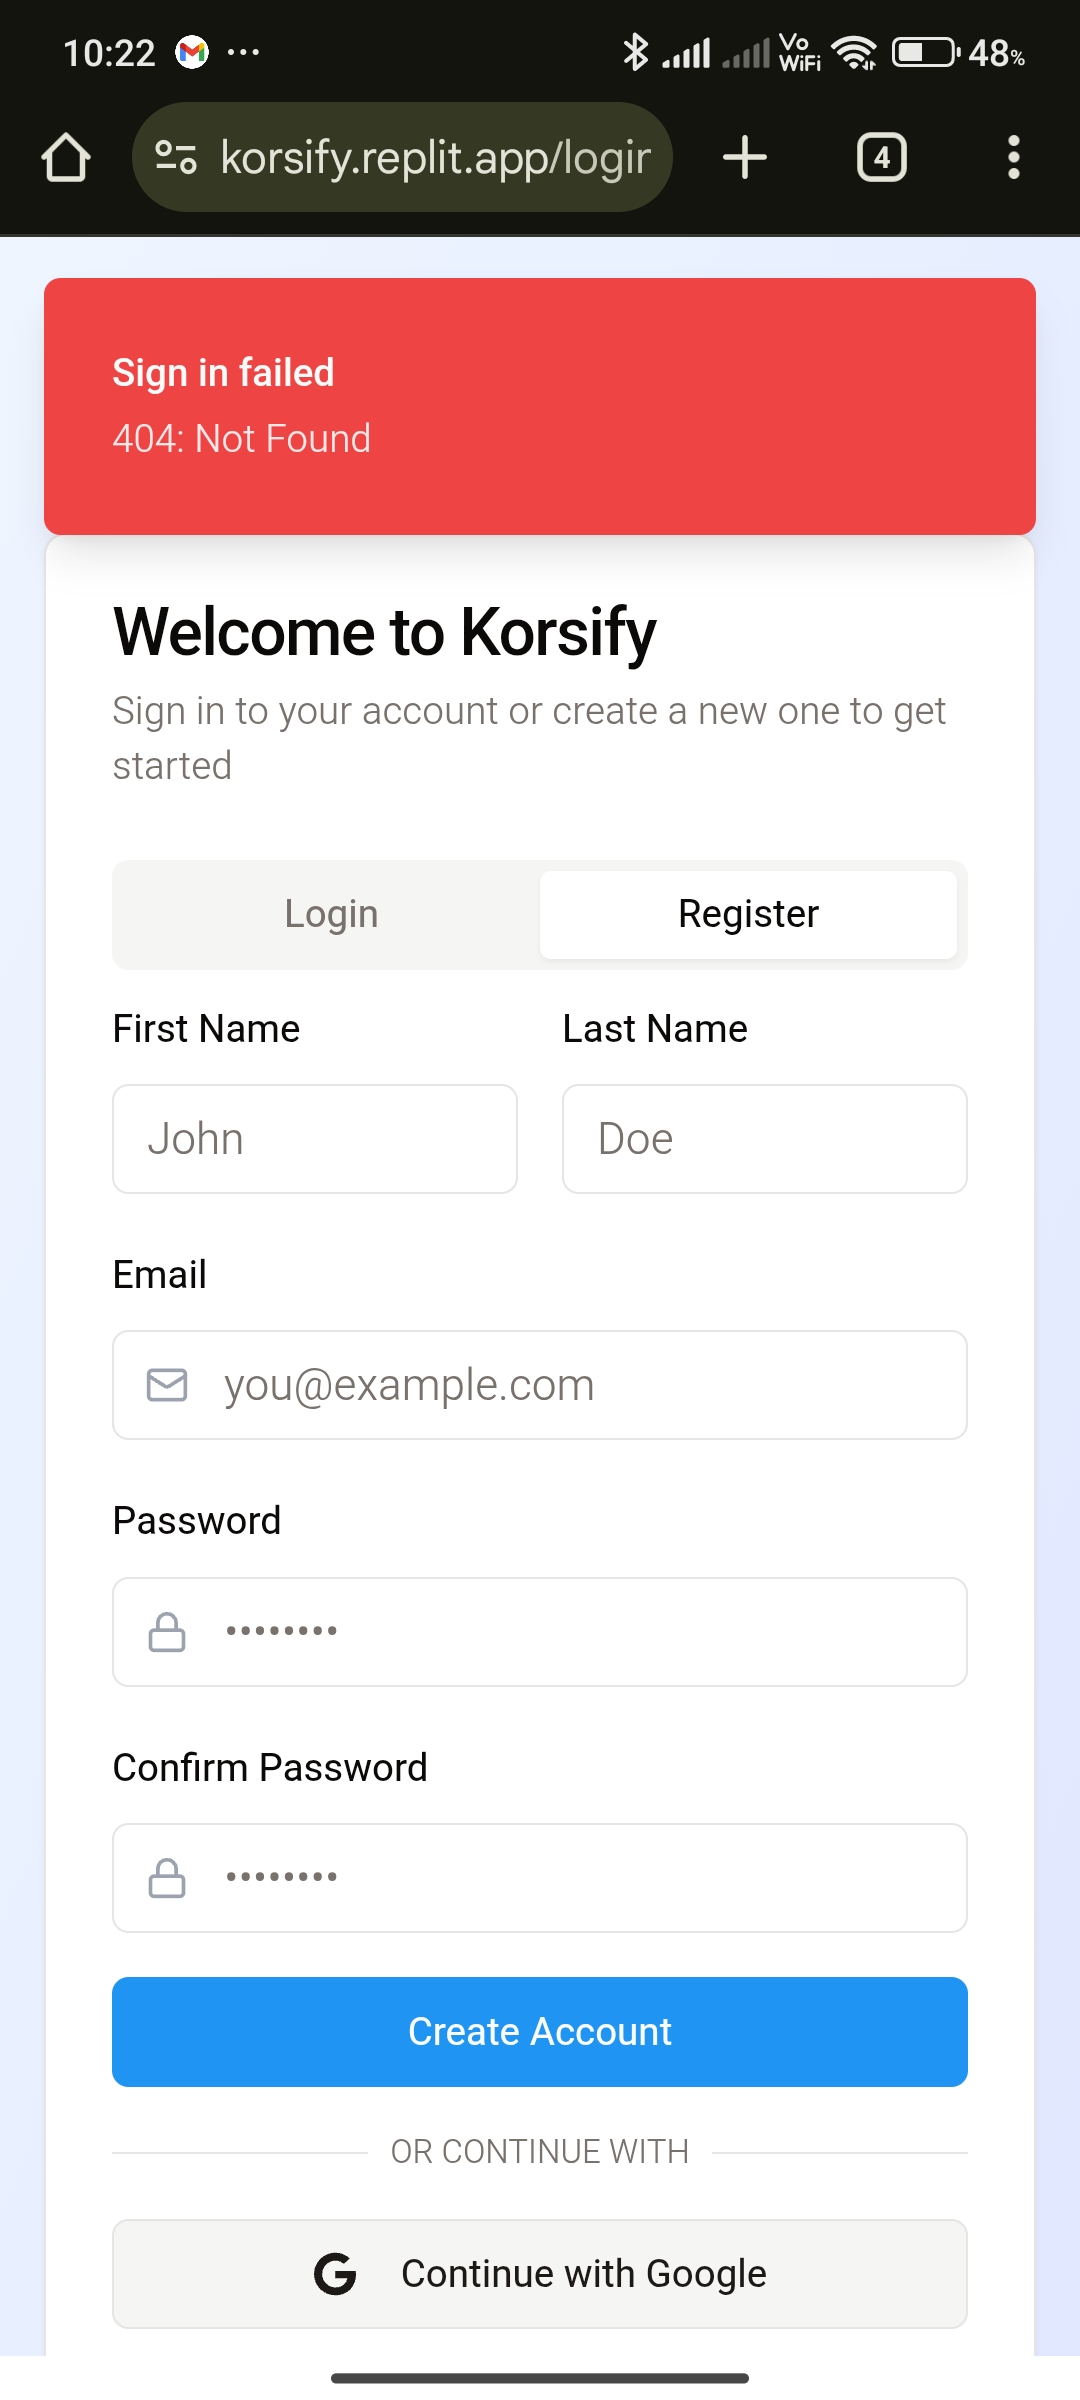 10:22
Vo
WiFi
48%
korsify.replit.app/login
4
Sign in failed
404: Not Found
Welcome to Korsify
Sign in to your account or create a new one to get
started
Login
Register
First Name
Last Name
John
Doe
Email
you@example.com
Password
••••••••
Confirm Password
••••••••
Create Account
OR CONTINUE WITH
G Continue with Google